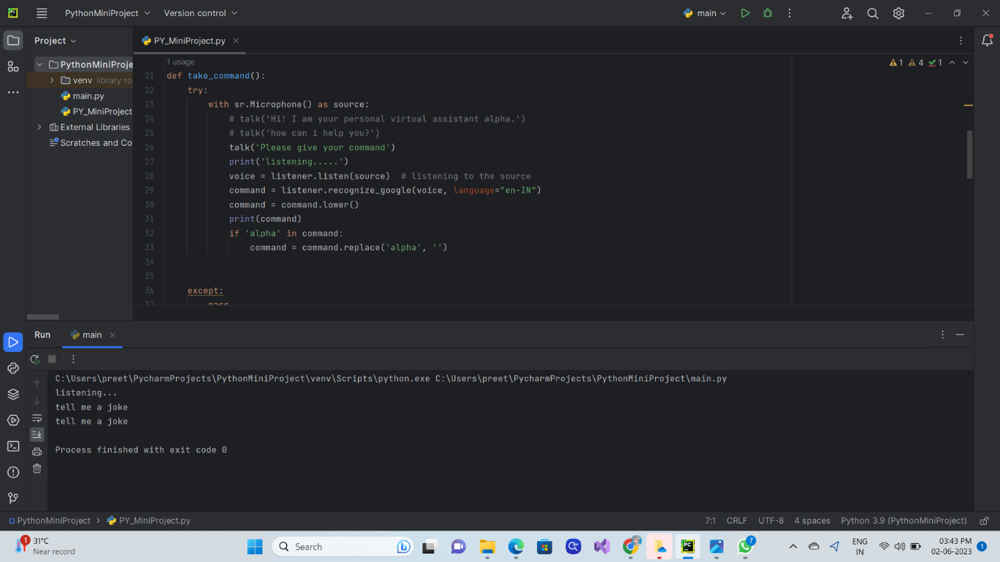 PC
PythonMiniProject
Version control
main
Project
PY_MiniProject.py
PythonMiniProje
venv library ro
main.py
PY_MiniProject
External Libraries
Scratches and Co
1 usage
1 4 1
21 def take_command():
22 try:
23 with sr.Microphone() as source:
24 # talk('Hi! I am your personal virtual assistant alpha.')
25 # talk('how can i help you?')
26 talk('Please give your command')
27 print('listening.....')
28 voice = listener.listen(source)  # listening to the source
29 command = listener.recognize_google(voice, language="en-IN")
30 command = command.lower()
31 print(command)
32 if 'alpha' in command:
33 command = command.replace('alpha', '')
34
35
36 except:
37 pass
Run
main
C:\Users\preet\PycharmProjects\PythonMiniProject\venv\Scripts\python.exe C:\Users\preet\PycharmProjects\PythonMiniProject\main.py
listening...
tell me a joke
tell me a joke
Process finished with exit code 0
PythonMiniProject > PY_MiniProject.py
7:1 CRLF UTF-8 4 spaces Python 3.9 (PythonMiniProject)
1
31°C
Near record
Search
PC
7
ENG
IN
03:43 PM
02-06-2023
1